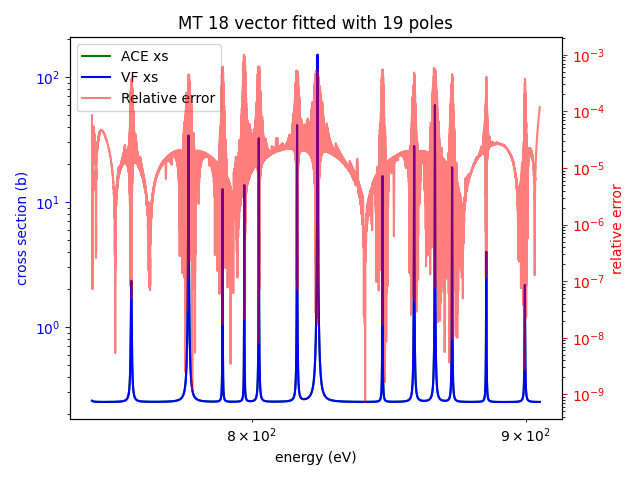 MT 18 vector fitted with 19 poles
ACE xs
VF xs
Relative error
cross section (b)
10²
10¹
10⁰
10⁻³
10⁻⁴
10⁻⁵
10⁻⁶
10⁻⁷
10⁻⁸
10⁻⁹
relative error
8 × 10²
9 × 10²
energy (eV)